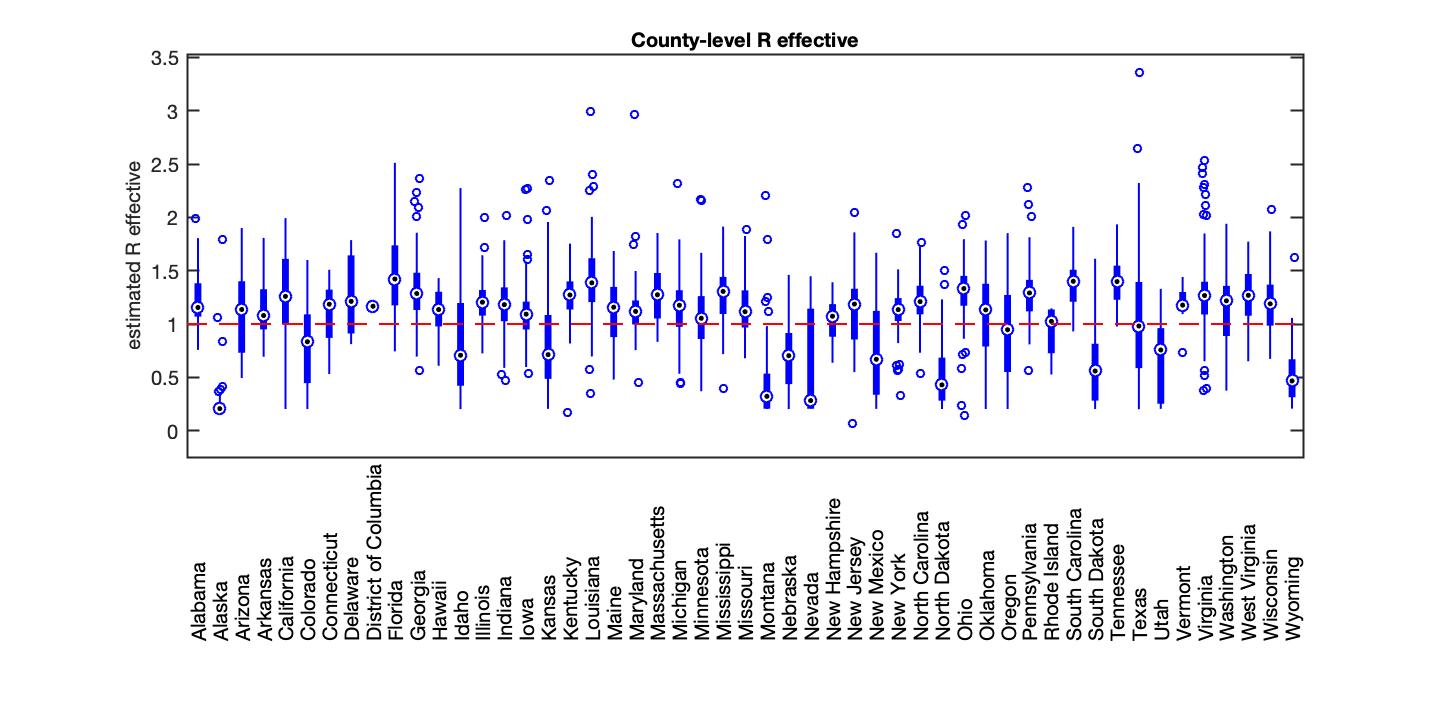 County-level R effective
estimated R effective
3.5
3
2.5
2
1.5
1
0.5
0
Alabama
Alaska
Arizona
Arkansas
California
Colorado
Connecticut
Delaware
District of Columbia
Florida
Georgia
Hawaii
Idaho
Illinois
Indiana
Iowa
Kansas
Kentucky
Louisiana
Maine
Maryland
Massachusetts
Michigan
Minnesota
Mississippi
Missouri
Montana
Nebraska
Nevada
New Hampshire
New Jersey
New Mexico
New York
North Carolina
North Dakota
Ohio
Oklahoma
Oregon
Pennsylvania
Rhode Island
South Carolina
South Dakota
Tennessee
Texas
Utah
Vermont
Virginia
Washington
West Virginia
Wisconsin
Wyoming